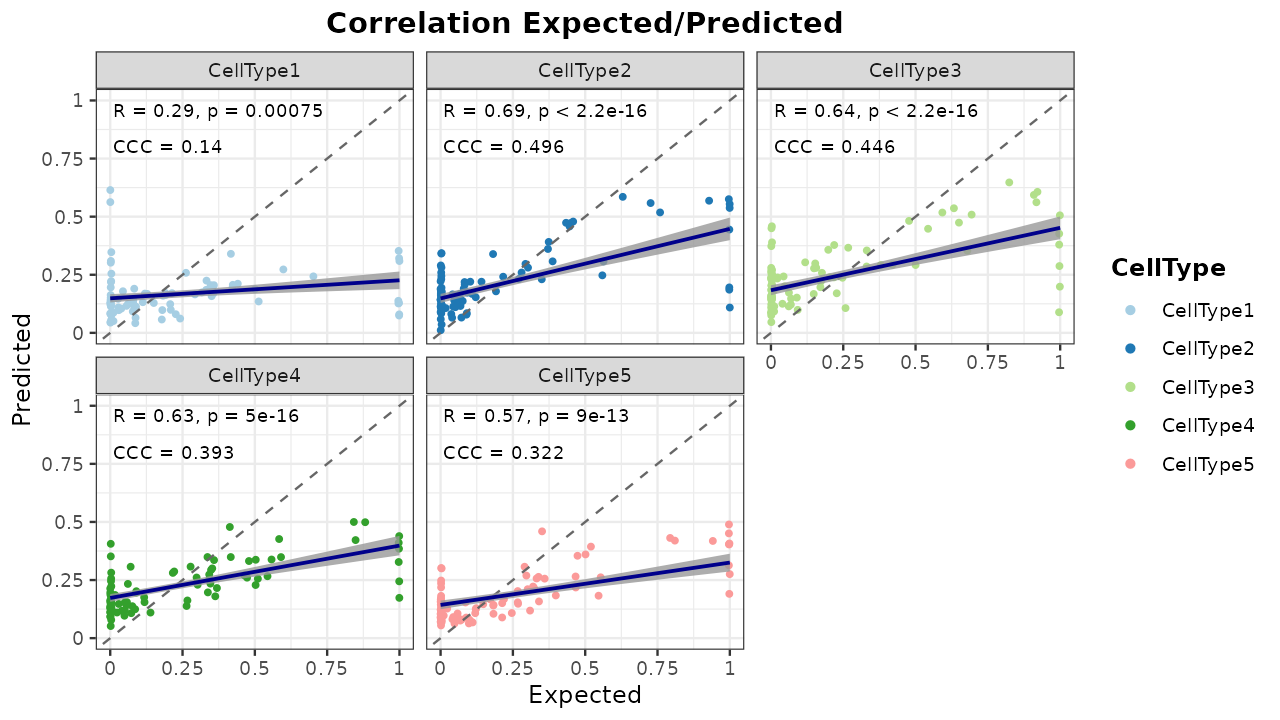 Correlation Expected/Predicted
CellType1
CellType2
CellType3
R = 0.29, p = 0.00075
CCC = 0.14
R = 0.69, p < 2.2e-16
CCC = 0.496
R = 0.64, p < 2.2e-16
CCC = 0.446
1
0.75
0.5
0.25
0
0 0.25 0.5 0.75 1
CellType4
CellType5
R = 0.63, p = 5e-16
CCC = 0.393
R = 0.57, p = 9e-13
CCC = 0.322
1
0.75
0.5
0.25
0
0 0.25 0.5 0.75 1
0 0.25 0.5 0.75 1
Predicted
Expected
CellType
CellType1
CellType2
CellType3
CellType4
CellType5